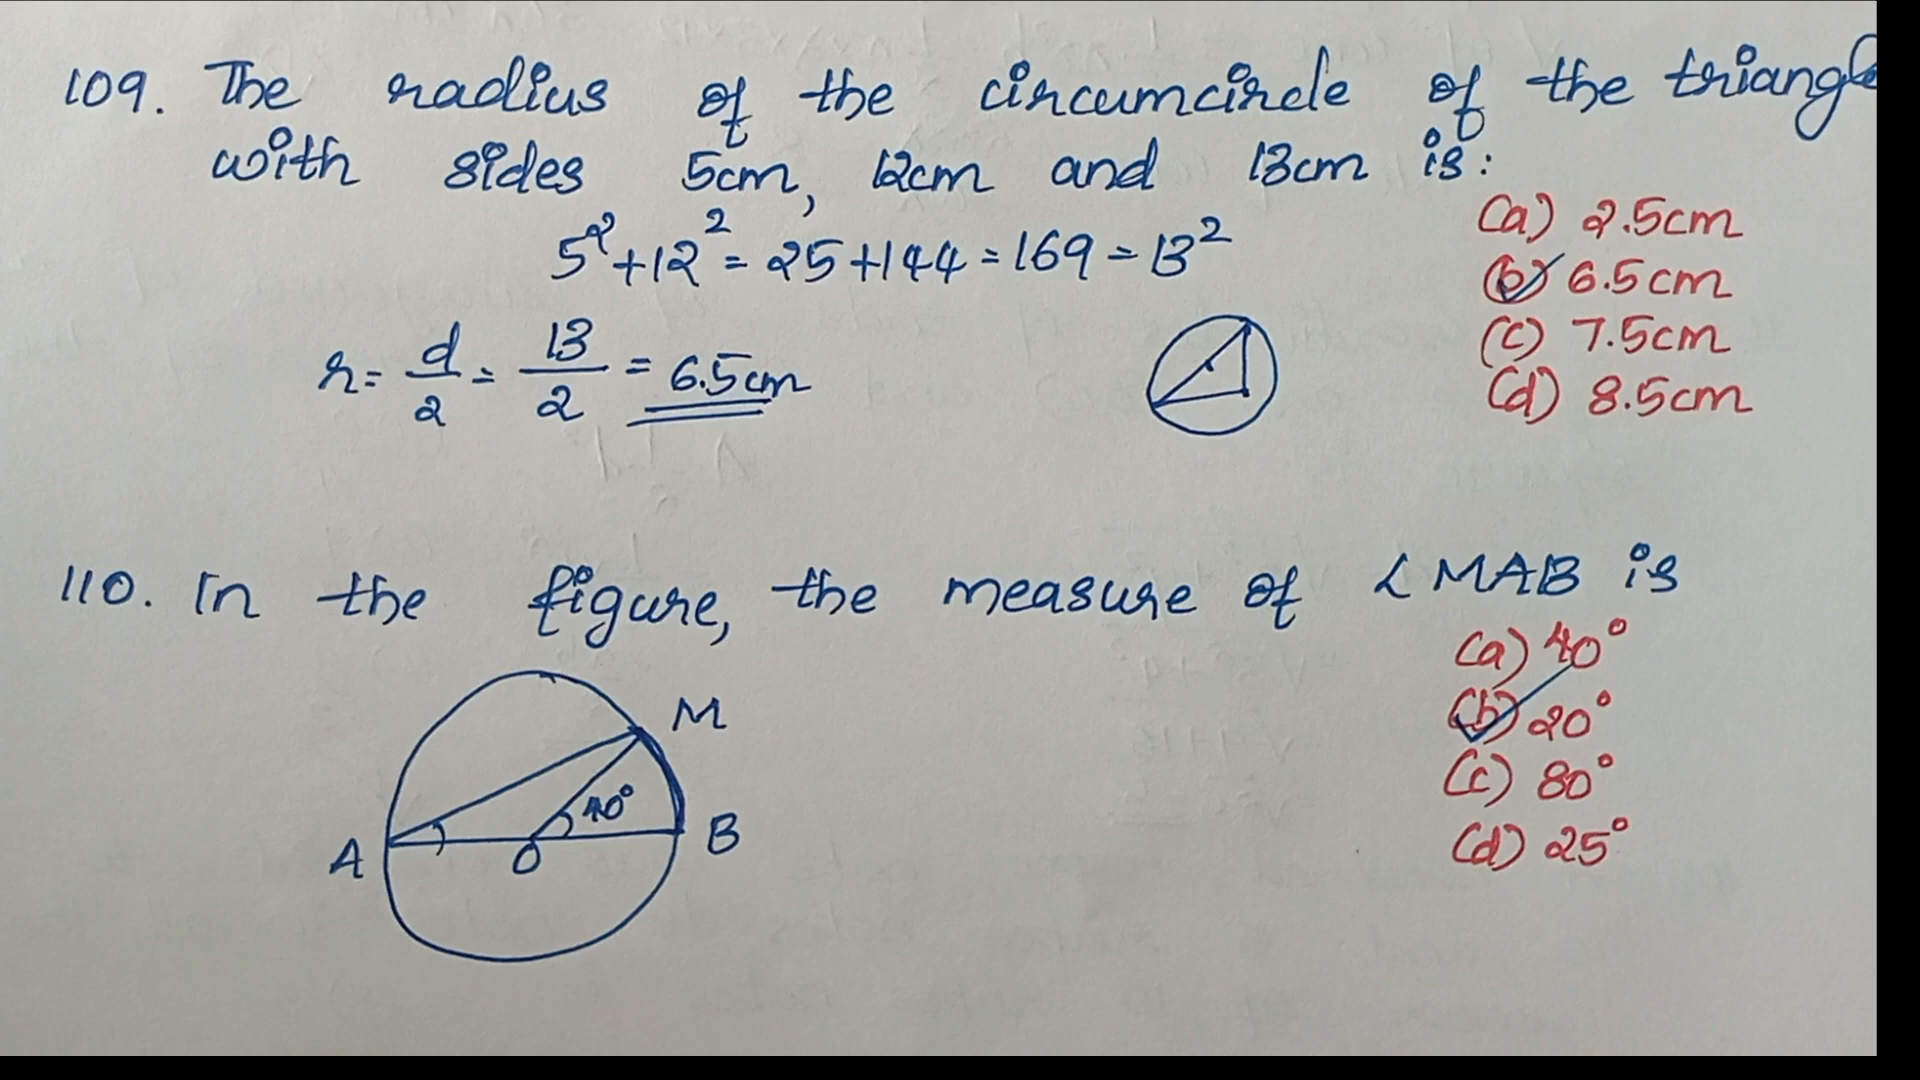 109. The radius of the circumcircle of the triangle
with sides 5cm, 12cm and 13cm is:
(a) 2.5cm
5² + 12² = 25 + 144 = 169 = 13²
(b) 6.5cm
r = d/2 = 13/2 = 6.5cm
(c) 7.5cm
(d) 8.5cm
110. In the figure, the measure of ∠MAB is
(a) 40°
(b) 20°
(c) 80°
(d) 25°
M
40°
A O B